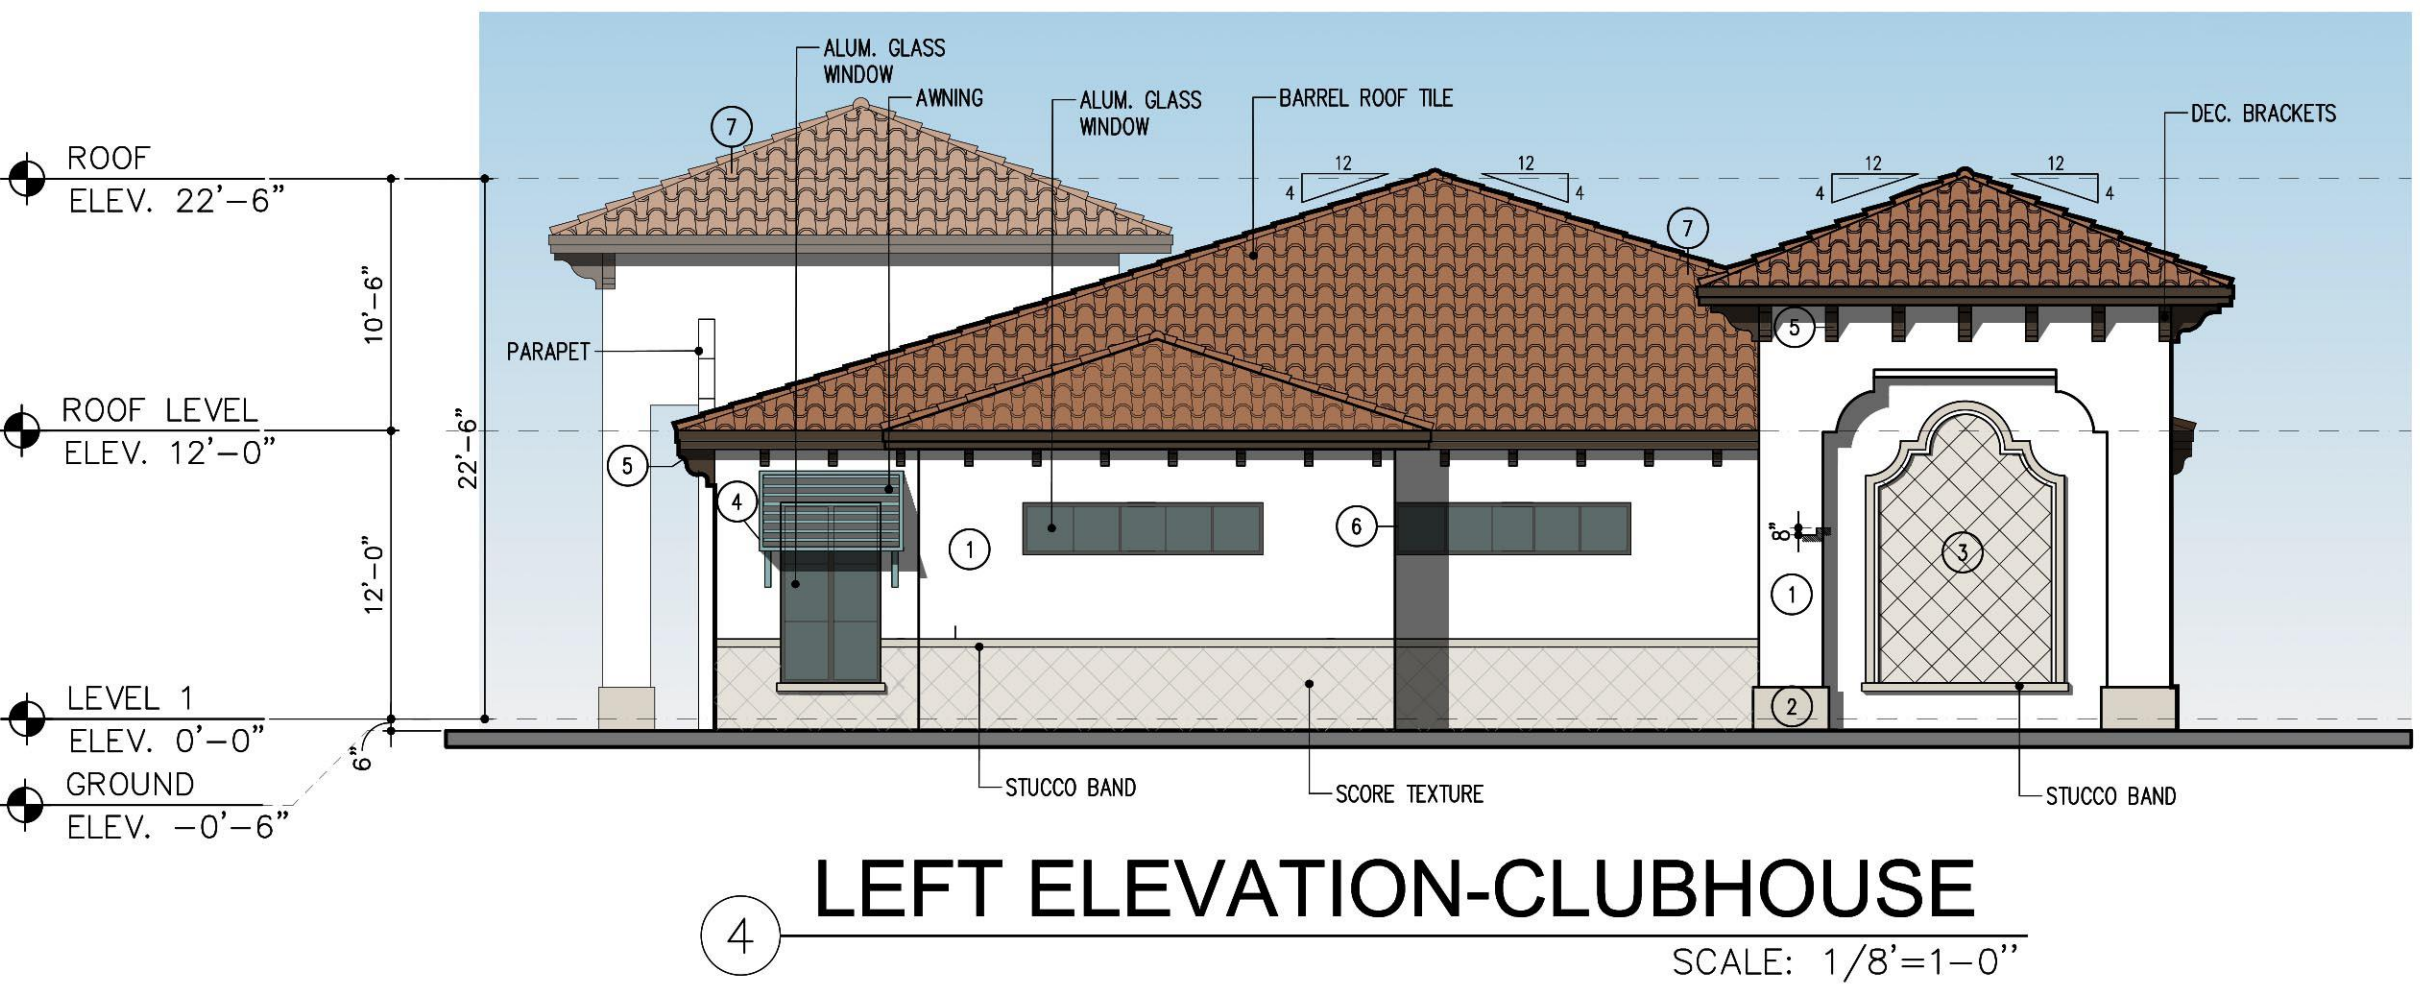 ALUM. GLASS
WINDOW
AWNING
ALUM. GLASS
WINDOW
BARREL ROOF TILE
DEC. BRACKETS
7
ROOF
ELEV. 22'-6"
12
4
12
4
12
4
12
4
7
10'-6"
5
PARAPET
ROOF LEVEL
ELEV. 12'-0"
22'-6"
5
4
1
6
8"
3
12'-0"
1
LEVEL 1
ELEV. 0'-0"
2
6"
GROUND
ELEV. -0'-6"
STUCCO BAND
SCORE TEXTURE
STUCCO BAND
4
LEFT ELEVATION-CLUBHOUSE
SCALE: 1/8'=1-0''